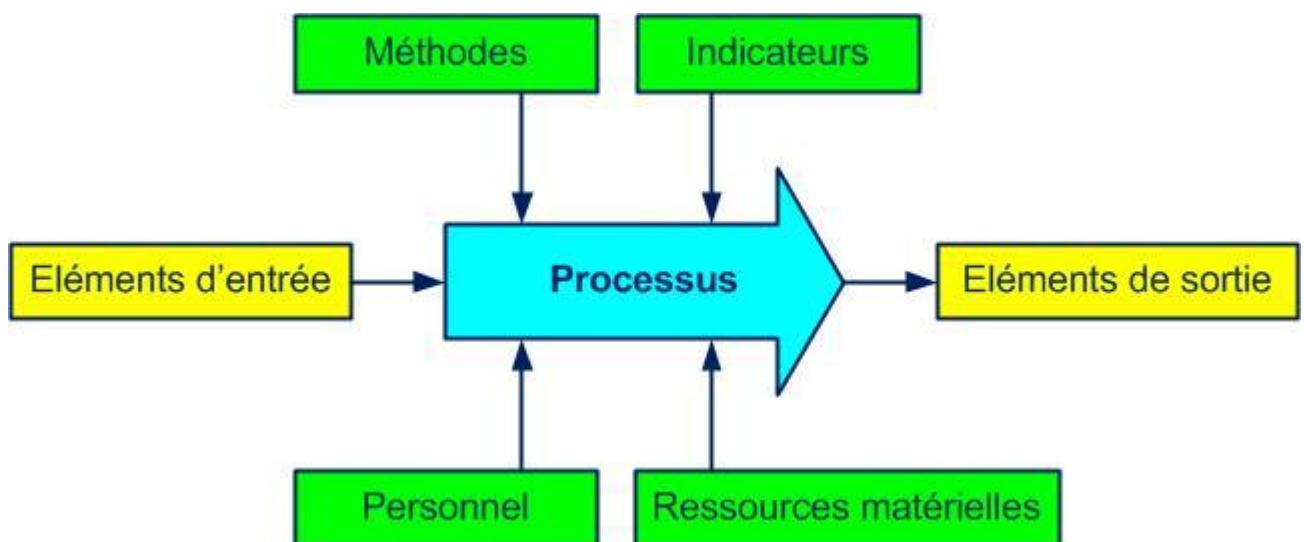 Méthodes
Indicateurs
Eléments d’entrée
Processus
Eléments de sortie
Personnel
Ressources matérielles